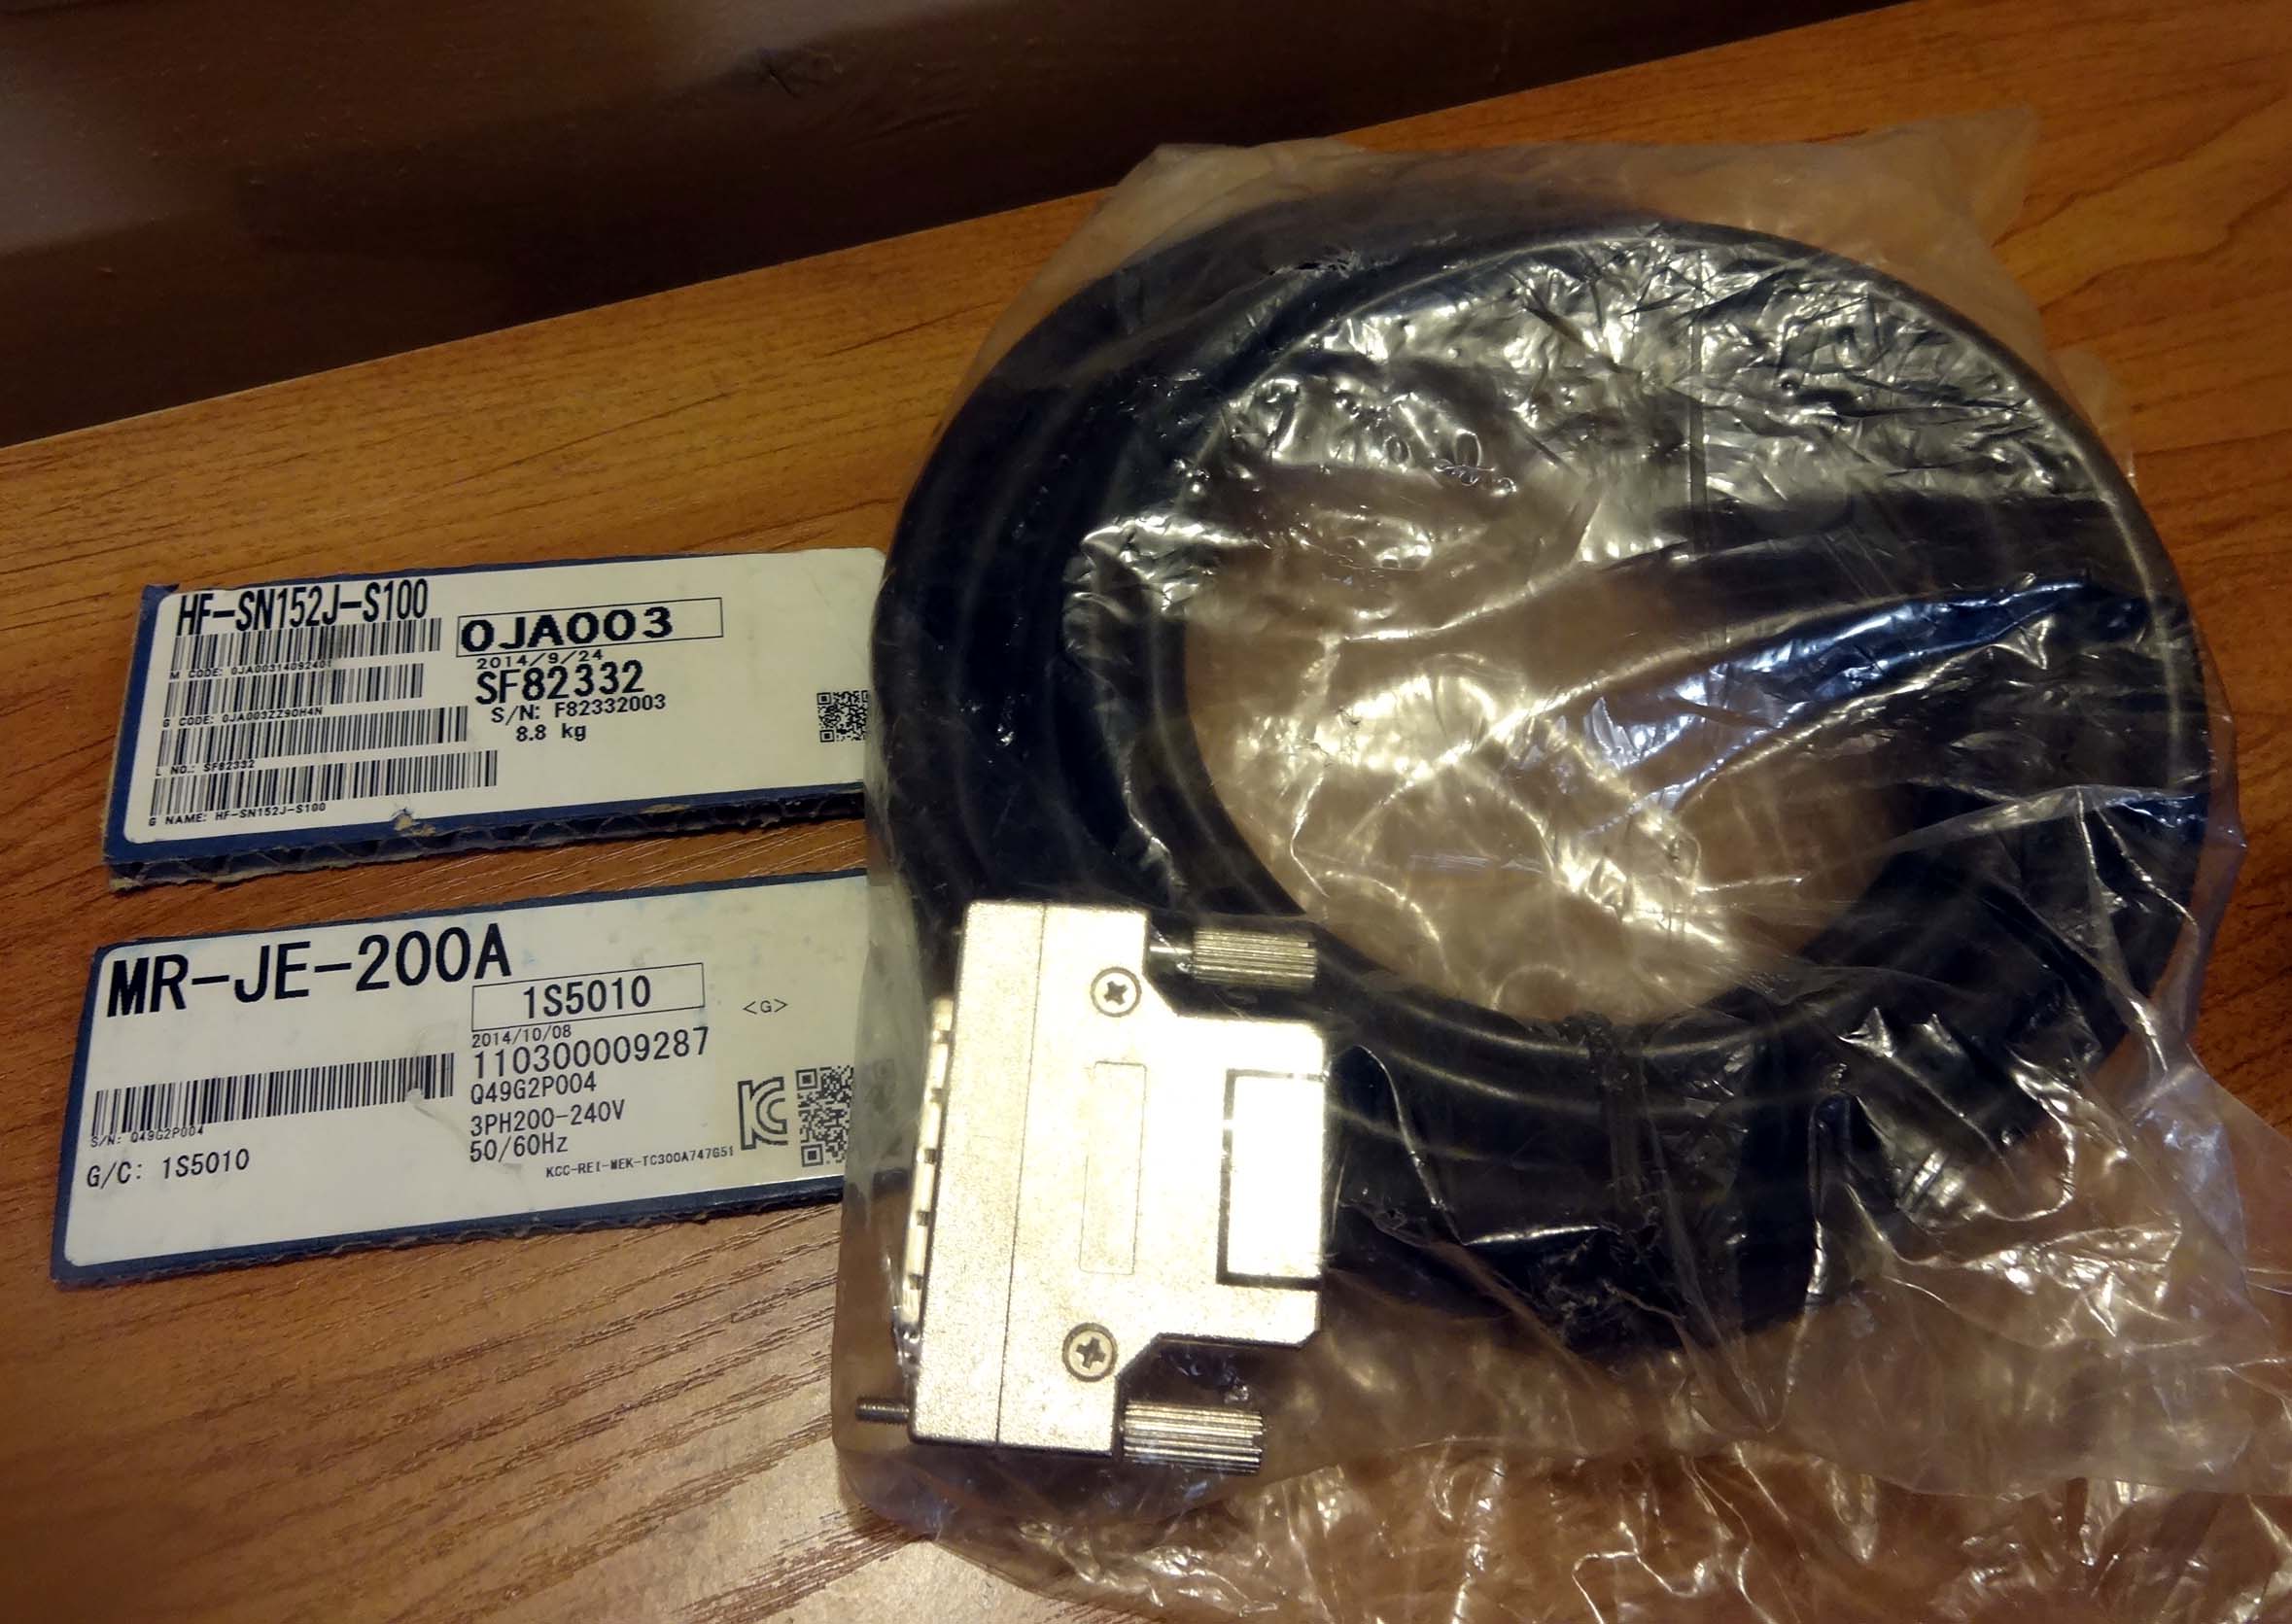 HF-SN152J-S100
0JA003
2014/9/24
SF82332
S/N: F82332003
8.8 kg
M CODE: 0JA00314092401
G CODE: 0JA003ZZ90H4N
L NO.: SF82332
G NAME: HF-SN152J-S100
MR-JE-200A
1S5010
<G>
2014/10/08
110300009287
Q49G2P004
3PH200-240V
50/60Hz
KCC-REI-MEK-TC300A747G51
S/N: Q49G2P004
G/C: 1S5010